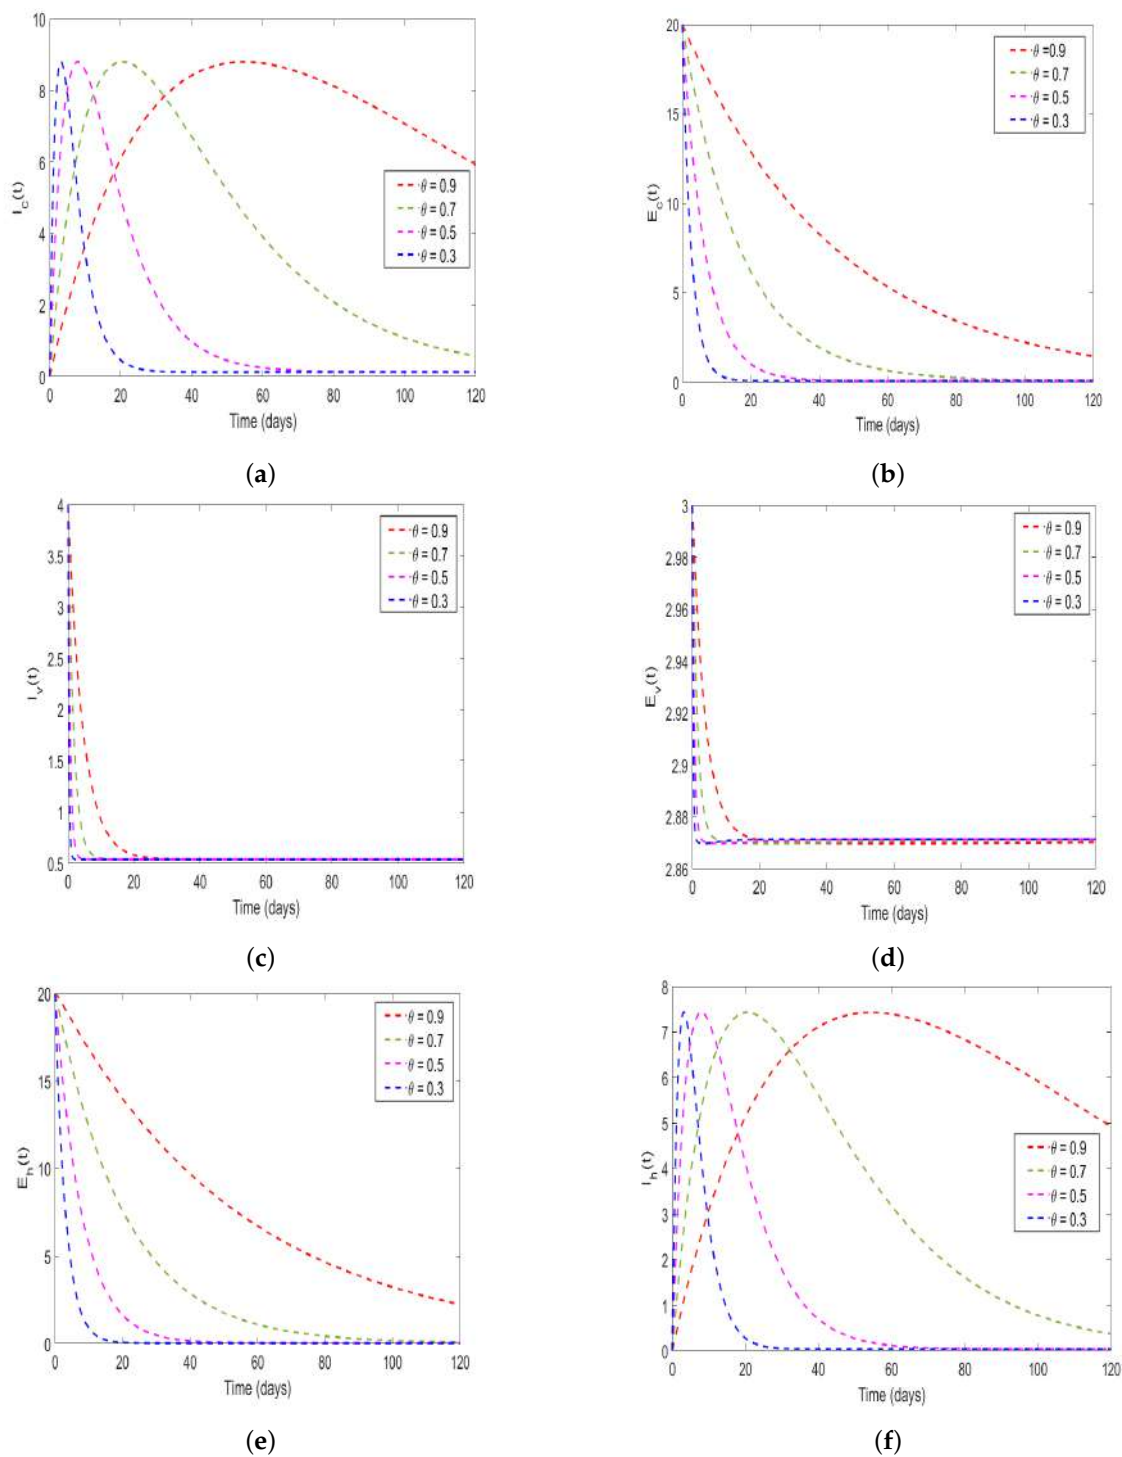 10
8
6
4
2
0
I_c(t)
θ = 0.9
θ = 0.7
θ = 0.5
θ = 0.3
0 20 40 60 80 100 120
Time (days)
(a)
20
15
10
5
0
E_c(t)
θ =0.9
θ = 0.7
θ = 0.5
θ = 0.3
0 20 40 60 80 100 120
Time (days)
(b)
4
3.5
3
2.5
2
1.5
1
0.5
I_v(t)
θ = 0.9
θ = 0.7
θ = 0.5
θ = 0.3
0 20 40 60 80 100 120
Time (days)
(c)
3
2.98
2.96
2.94
2.92
2.9
2.88
2.86
E_v(t)
θ = 0.9
θ = 0.7
θ = 0.5
θ = 0.3
0 20 40 60 80 100 120
Time (days)
(d)
20
15
10
5
0
E_h(t)
θ = 0.9
θ = 0.7
θ = 0.5
θ = 0.3
0 20 40 60 80 100 120
Time (days)
(e)
8
7
6
5
4
3
2
1
0
I_h(t)
θ = 0.9
θ = 0.7
θ = 0.5
θ = 0.3
0 20 40 60 80 100 120
Time (days)
(f)